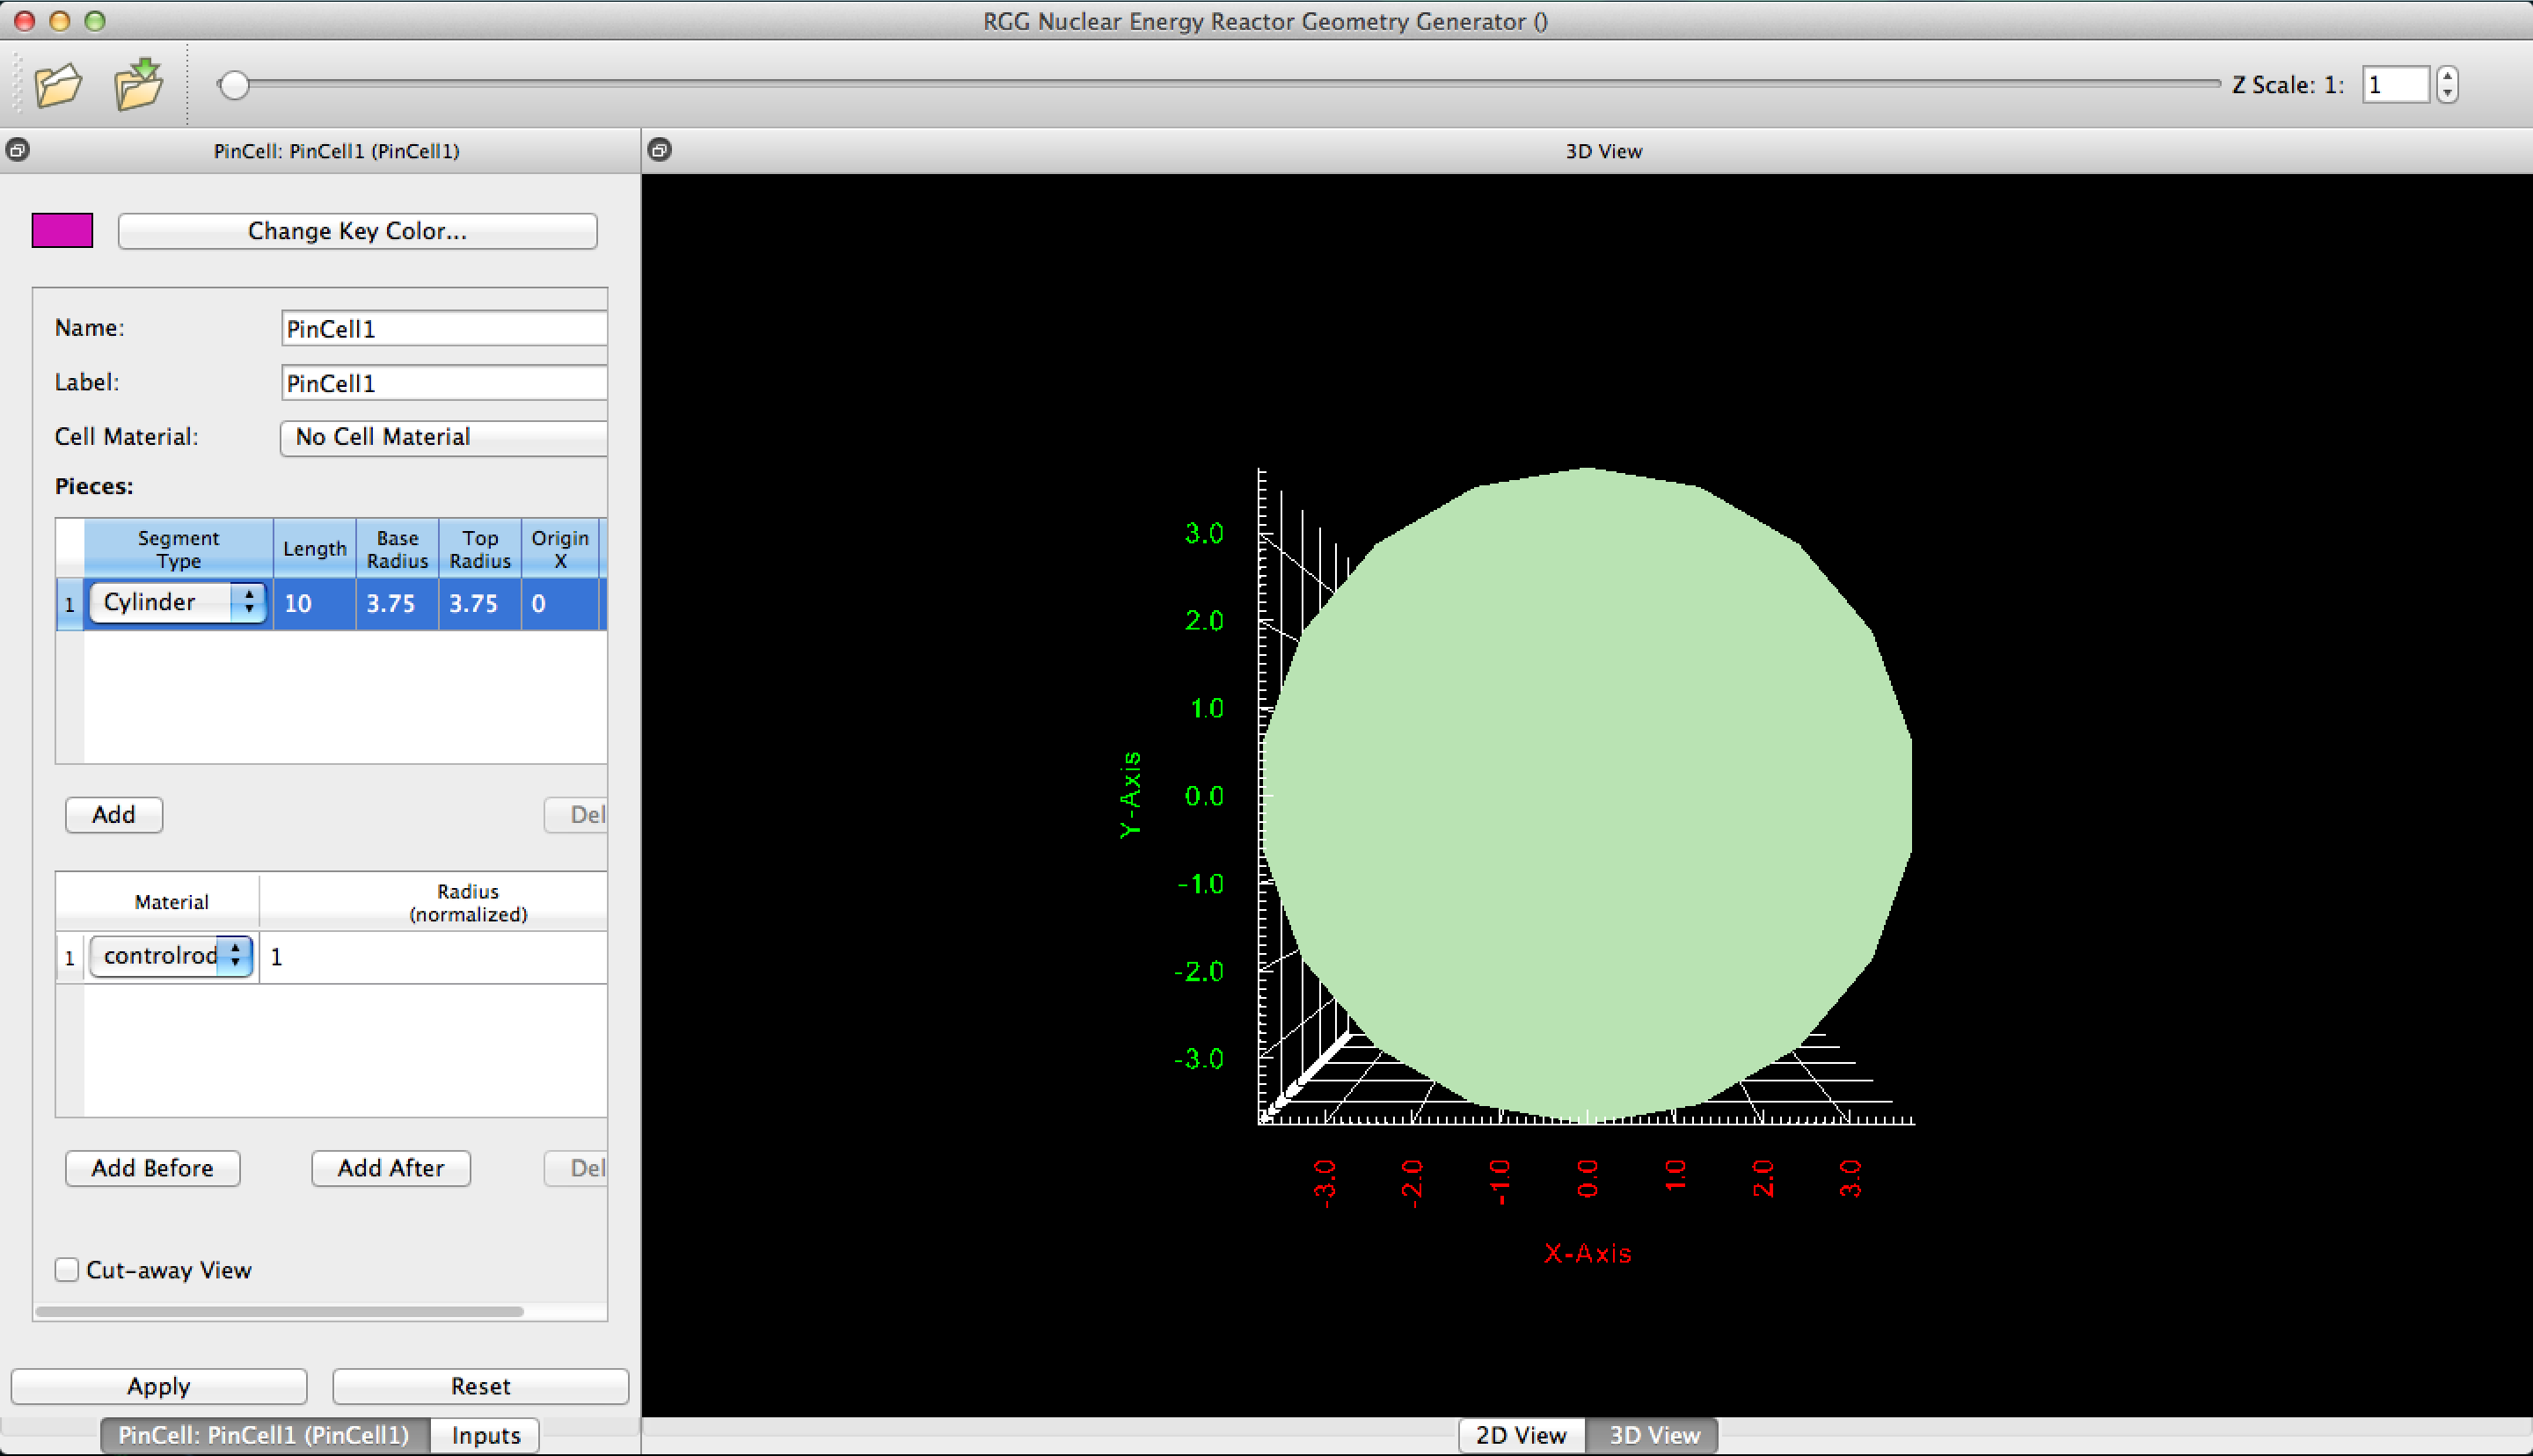 RGG Nuclear Energy Reactor Geometry Generator ()
Z Scale: 1: 1
PinCell: PinCell1 (PinCell1)
3D View
Change Key Color...
Name: PinCell1
Label: PinCell1
Cell Material: No Cell Material
Pieces:
Segment Type Length Base Radius Top Radius Origin X
1 Cylinder 10 3.75 3.75 0
Add Del
Material Radius (normalized)
1 controlrod 1
Add Before Add After Del
Cut-away View
Apply Reset
PinCell: PinCell1 (PinCell1) Inputs
3.0
2.0
1.0
0.0
-1.0
-2.0
-3.0
Y-Axis
-3.0 -2.0 -1.0 0.0 1.0 2.0 3.0
X-Axis
2D View 3D View